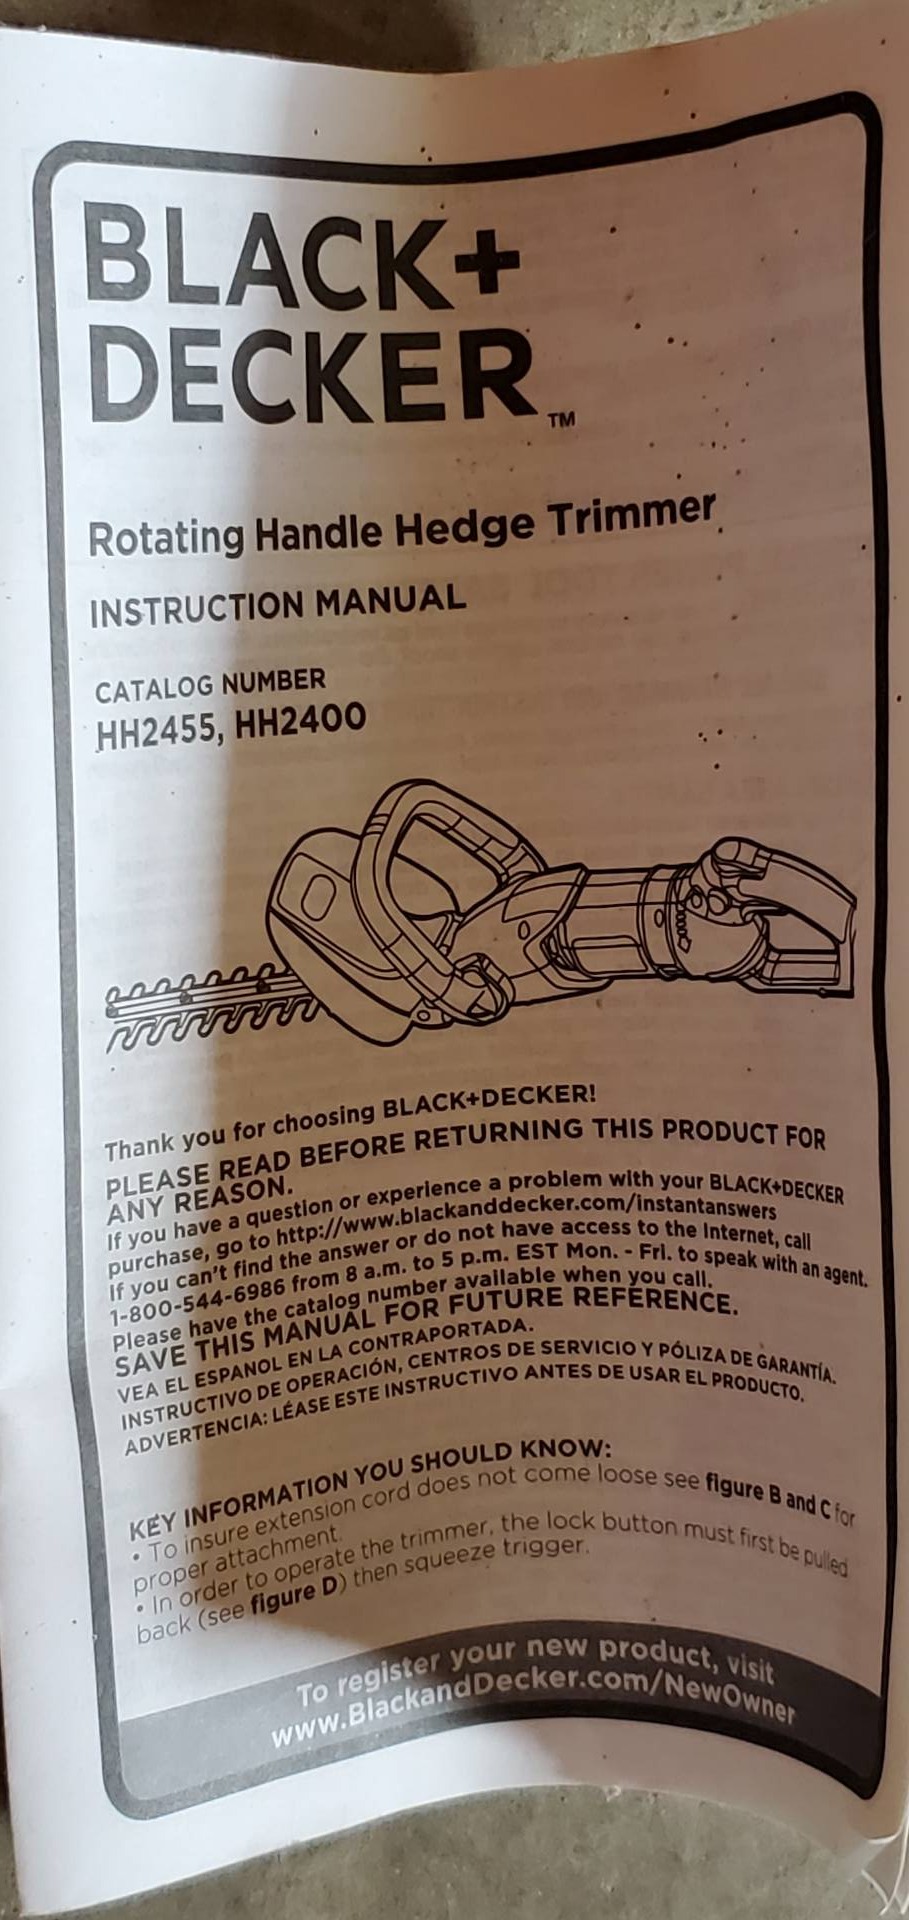 BLACK+
DECKER™
Rotating Handle Hedge Trimmer
INSTRUCTION MANUAL
CATALOG NUMBER
HH2455, HH2400
Thank you for choosing BLACK+DECKER!
PLEASE READ BEFORE RETURNING THIS PRODUCT FOR
ANY REASON.
If you have a question or experience a problem with your BLACK+DECKER
purchase, go to http://www.blackanddecker.com/instantanswers
If you can't find the answer or do not have access to the Internet, call
1-800-544-6986 from 8 a.m. to 5 p.m. EST Mon. - Fri. to speak with an agent.
Please have the catalog number available when you call.
SAVE THIS MANUAL FOR FUTURE REFERENCE.
VEA EL ESPANOL EN LA CONTRAPORTADA.
INSTRUCTIVO DE OPERACIÓN, CENTROS DE SERVICIO Y PÓLIZA DE GARANTÍA.
ADVERTENCIA: LÉASE ESTE INSTRUCTIVO ANTES DE USAR EL PRODUCTO.
KEY INFORMATION YOU SHOULD KNOW:
• To insure extension cord does not come loose see figure B and C for
proper attachment.
• In order to operate the trimmer, the lock button must first be pulled
back (see figure D) then squeeze trigger.
To register your new product, visit
www.BlackandDecker.com/NewOwner